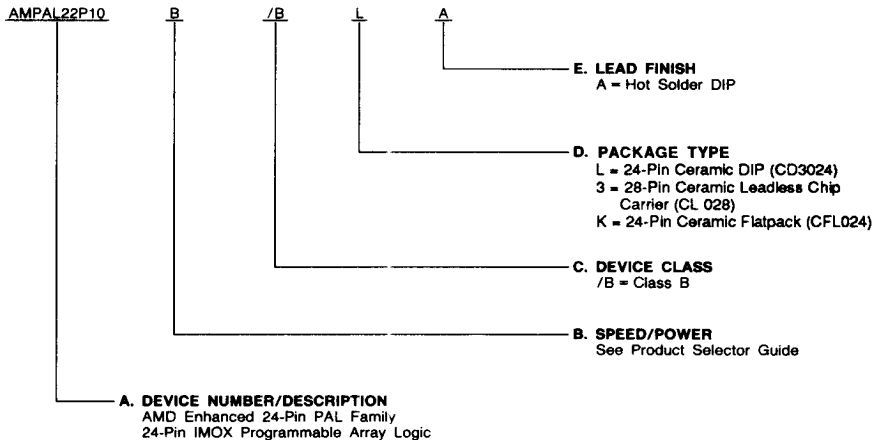 AMPAL22P10 B /B L A
E. LEAD FINISH
A = Hot Solder DIP
D. PACKAGE TYPE
L = 24-Pin Ceramic DIP (CD3024)
3 = 28-Pin Ceramic Leadless Chip
Carrier (CL 028)
K = 24-Pin Ceramic Flatpack (CFL024)
C. DEVICE CLASS
/B = Class B
B. SPEED/POWER
See Product Selector Guide
A. DEVICE NUMBER/DESCRIPTION
AMD Enhanced 24-Pin PAL Family
24-Pin IMOX Programmable Array Logic